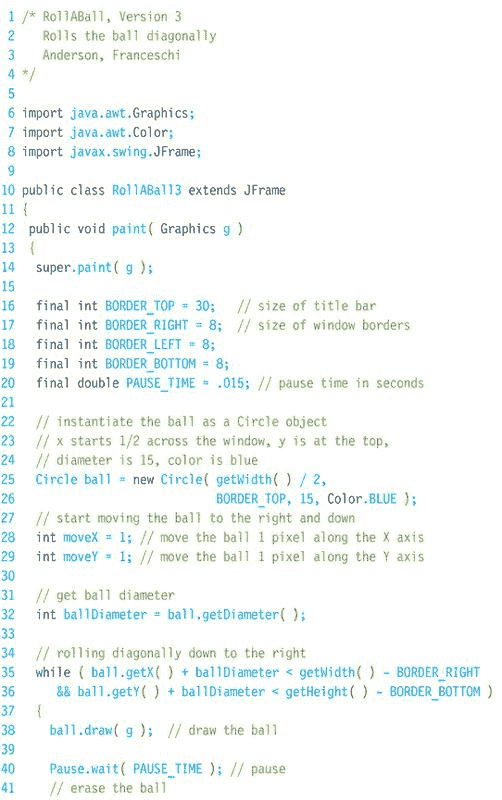 1 /* RollABall, Version 3
2 Rolls the ball diagonally
3 Anderson, Franceschi
4 */
5
6 import java.awt.Graphics;
7 import java.awt.Color;
8 import javax.swing.JFrame;
9
10 public class RollABall3 extends JFrame
11 {
12 public void paint( Graphics g )
13 {
14 super.paint( g );
15
16 final int BORDER_TOP = 30; // size of title bar
17 final int BORDER_RIGHT = 8; // size of window borders
18 final int BORDER_LEFT = 8;
19 final int BORDER_BOTTOM = 8;
20 final double PAUSE_TIME = .015; // pause time in seconds
21
22 // instantiate the ball as a Circle object
23 // x starts 1/2 across the window, y is at the top,
24 // diameter is 15, color is blue
25 Circle ball = new Circle( getWidth( ) / 2,
26 BORDER_TOP, 15, Color.BLUE );
27 // start moving the ball to the right and down
28 int moveX = 1; // move the ball 1 pixel along the X axis
29 int moveY = 1; // move the ball 1 pixel along the Y axis
30
31 // get ball diameter
32 int ballDiameter = ball.getDiameter( );
33
34 // rolling diagonally down to the right
35 while ( ball.getX( ) + ballDiameter < getWidth( ) - BORDER_RIGHT
36 && ball.getY( ) + ballDiameter < getHeight( ) - BORDER_BOTTOM )
37 {
38 ball.draw( g ); // draw the ball
39
40 Pause.wait( PAUSE_TIME ); // pause
41 // erase the ball